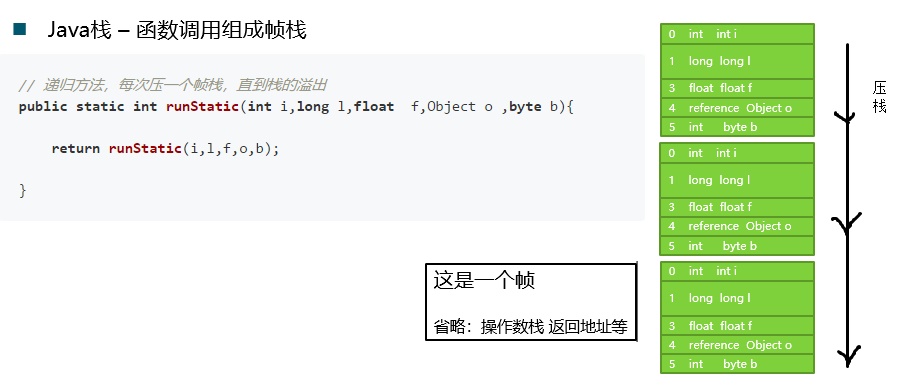 Java栈 – 函数调用组成帧栈
// 递归方法，每次压一个帧栈，直到栈的溢出
public static int runStatic(int i,long l,float  f,Object o ,byte b){
return runStatic(i,l,f,o,b);
}
这是一个帧
省略：操作数栈 返回地址等
0 int int i
1 long long l
3 float float f
4 reference Object o
5 int byte b
0 int int i
1 long long l
3 float float f
4 reference Object o
5 int byte b
0 int int i
1 long long l
3 float float f
4 reference Object o
5 int byte b
压
栈